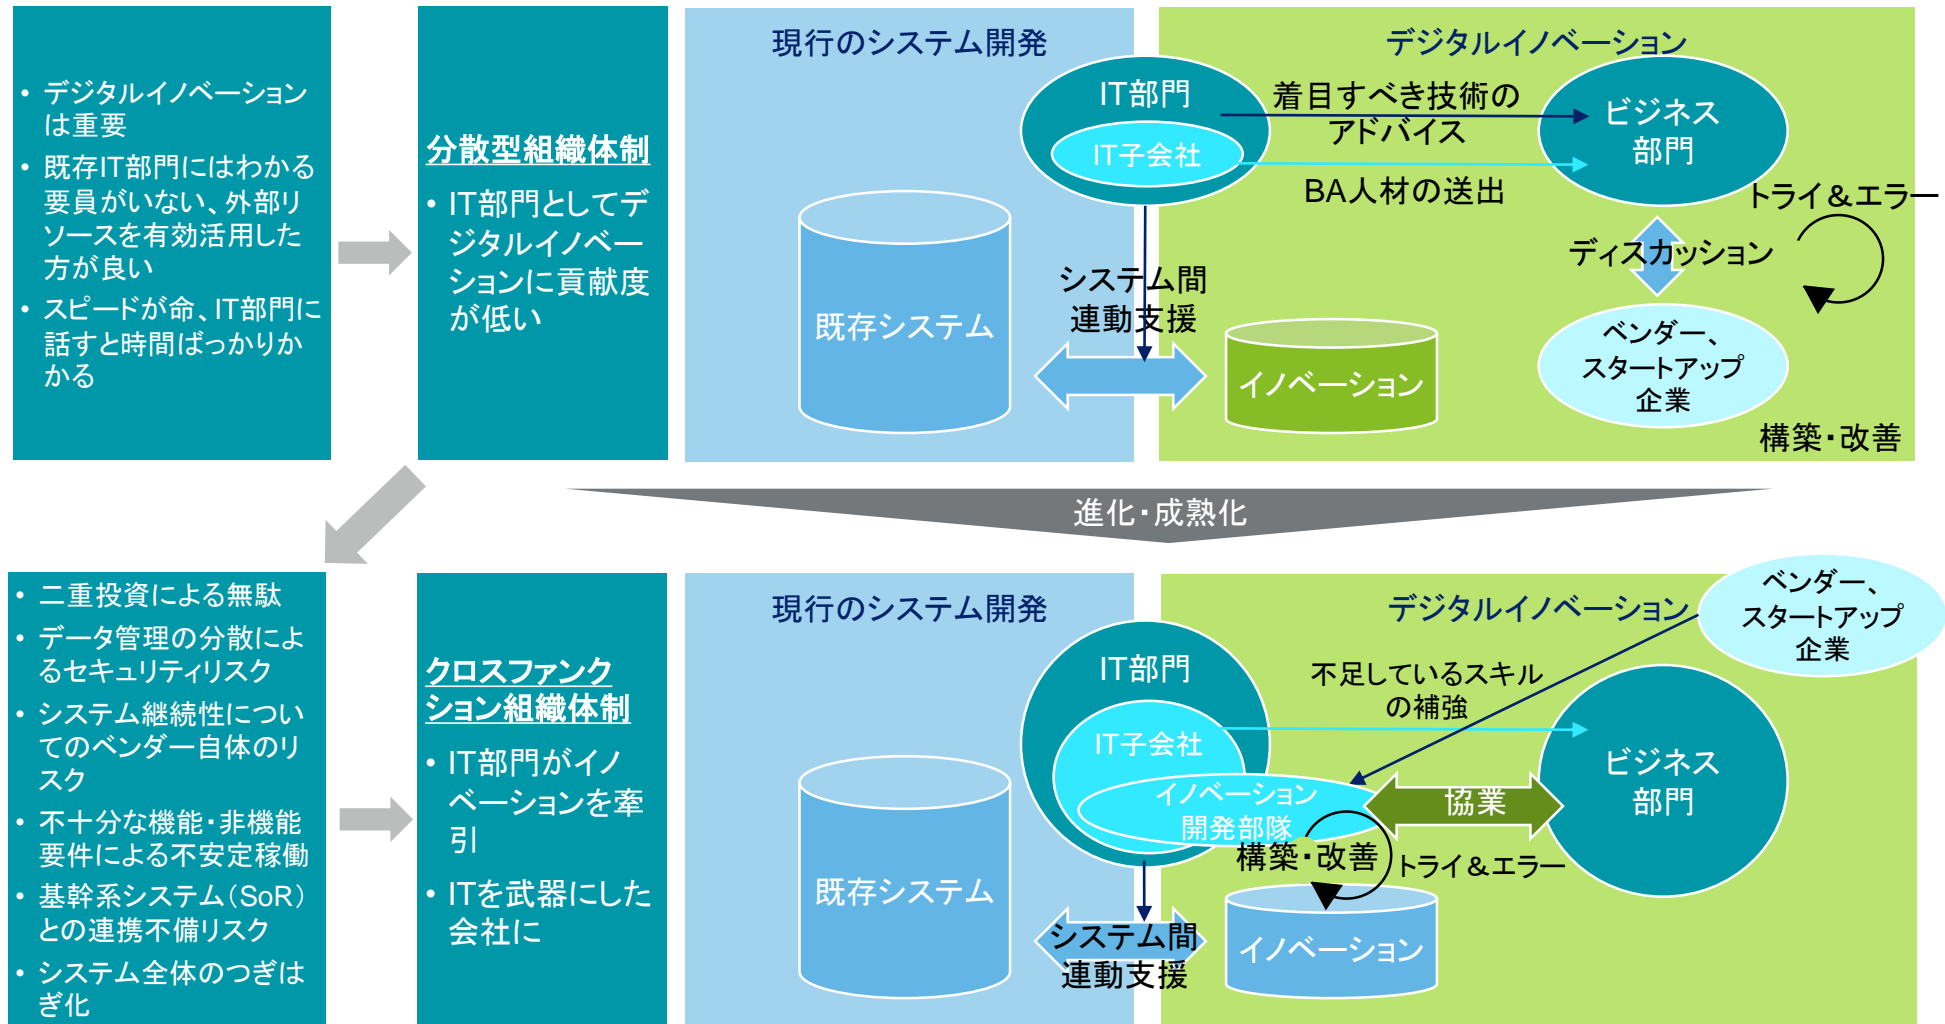 ・デジタルイノベーション
は重要
・既存IT部門にはわかる
要員がいない、外部リ
ソースを有効活用した
方が良い
・スピードが命、IT部門に
話すと時間ばっかりか
かる
分散型組織体制
・IT部門としてデ
ジタルイノベー
ションに貢献度
が低い
現行のシステム開発
デジタルイノベーション
IT部門
IT子会社
着目すべき技術の
アドバイス
BA人材の送出
ビジネス
部門
トライ＆エラー
ディスカッション
システム間
連動支援
既存システム
イノベーション
ベンダー、
スタートアップ
企業
構築・改善
進化・成熟化
・二重投資による無駄
・データ管理の分散によ
るセキュリティリスク
・システム継続性につい
てのベンダー自体のリ
スク
・不十分な機能・非機能
要件による不安定稼働
・基幹系システム（SoR）
との連携不備リスク
・システム全体のつぎは
ぎ化
クロスファンク
ション組織体制
・IT部門がイノ
ベーションを牽
引
・ITを武器にした
会社に
現行のシステム開発
デジタルイノベーション
ベンダー、
スタートアップ
企業
IT部門
不足しているスキル
の補強
IT子会社
ビジネス
部門
イノベーション
開発部隊
協業
構築・改善
トライ＆エラー
既存システム
システム間
連動支援
イノベーション